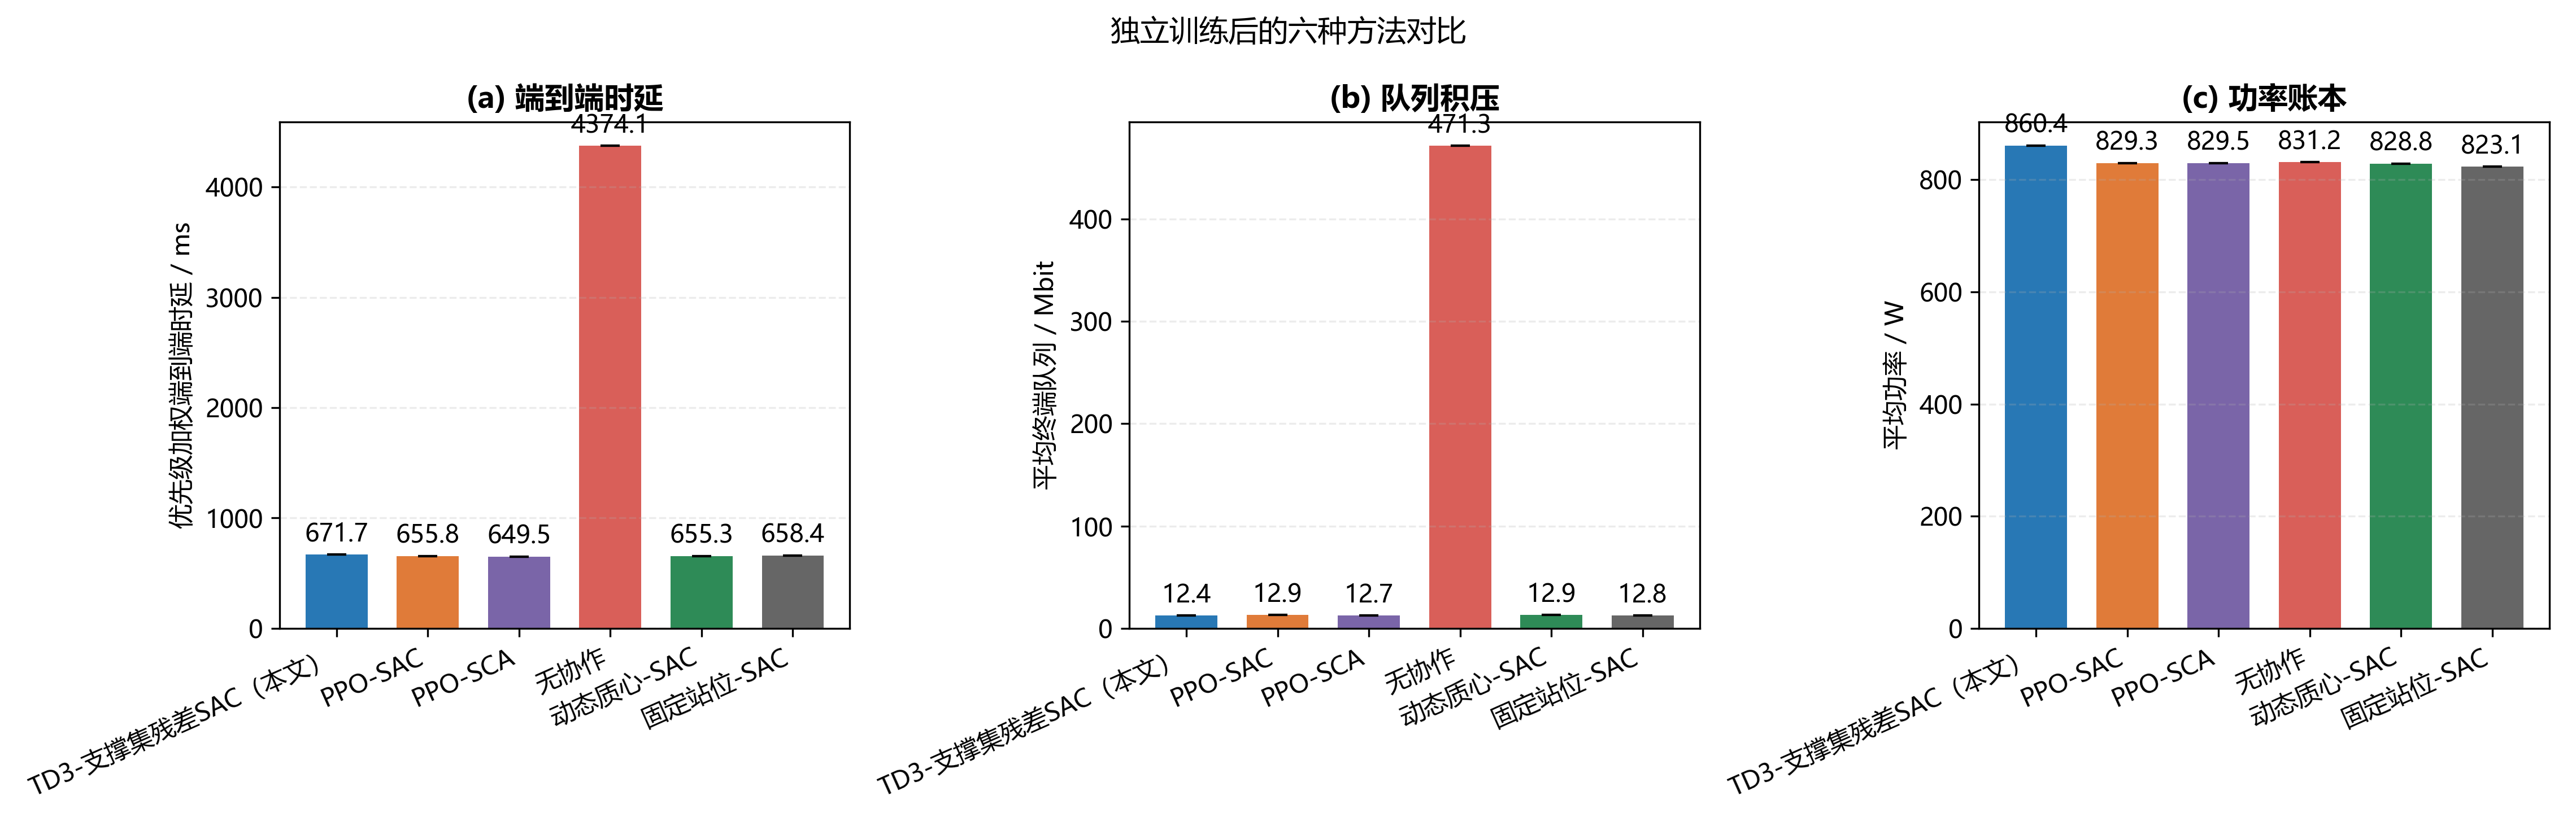 独立训练后的六种方法对比
(a) 端到端时延
优先级加权端到端时延 / ms
4000
3000
2000
1000
0
671.7
655.8
649.5
4374.1
655.3
658.4
TD3-支撑集残差SAC（本文）
PPO-SAC
PPO-SCA
无协作
动态质心-SAC
固定站位-SAC
(b) 队列积压
平均终端队列 / Mbit
400
300
200
100
0
12.4
12.9
12.7
471.3
12.9
12.8
TD3-支撑集残差SAC（本文）
PPO-SAC
PPO-SCA
无协作
动态质心-SAC
固定站位-SAC
(c) 功率账本
平均功率 / W
800
600
400
200
0
860.4
829.3
829.5
831.2
828.8
823.1
TD3-支撑集残差SAC（本文）
PPO-SAC
PPO-SCA
无协作
动态质心-SAC
固定站位-SAC